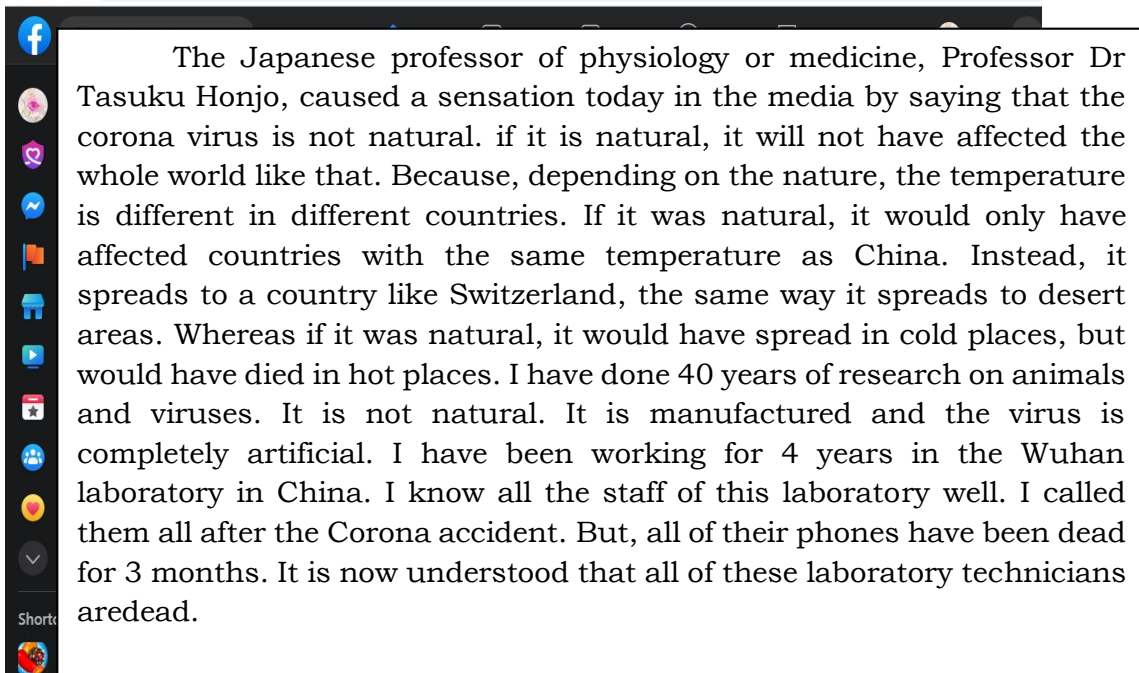 The Japanese professor of physiology or medicine, Professor Dr
Tasuku Honjo, caused a sensation today in the media by saying that the
corona virus is not natural. if it is natural, it will not have affected the
whole world like that. Because, depending on the nature, the temperature
is different in different countries. If it was natural, it would only have
affected countries with the same temperature as China. Instead, it
spreads to a country like Switzerland, the same way it spreads to desert
areas. Whereas if it was natural, it would have spread in cold places, but
would have died in hot places. I have done 40 years of research on animals
and viruses. It is not natural. It is manufactured and the virus is
completely artificial. I have been working for 4 years in the Wuhan
laboratory in China. I know all the staff of this laboratory well. I called
them all after the Corona accident. But, all of their phones have been dead
for 3 months. It is now understood that all of these laboratory technicians
aredead.